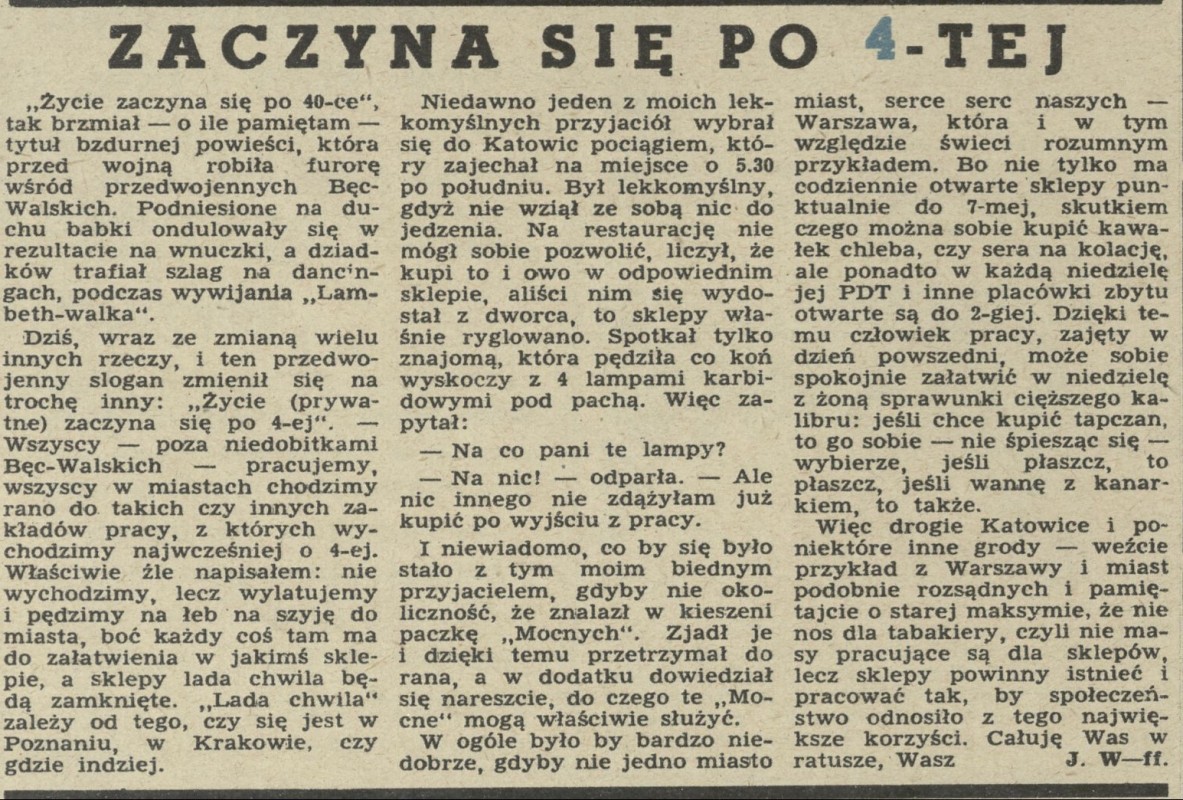 ZACZYNA SIĘ PO 4-TEJ
„Życie zaczyna się po 40-ce“,
tak brzmiał — o ile pamiętam —
tytuł bzdurnej powieści, która
przed wojną robiła furorę
wśród przedwojennych Bęc-
Walskich. Podniesione na du-
chu babki ondulowały się w
rezultacie na wnuczki, a dziad-
ków trafiał szlag na dancin-
gach, podczas wywijania „Lam-
beth-walka“.
Dziś, wraz ze zmianą wielu
innych rzeczy, i ten przedwo-
jenny slogan zmienił się na
trochę inny: „Życie (prywa-
tne) zaczyna się po 4-ej“. —
Wszyscy — poza niedobitkami
Bęc-Walskich — pracujemy,
wszyscy w miastach chodzimy
rano do takich czy innych za-
kładów pracy, z których wy-
chodzimy najwcześniej o 4-ej.
Właściwie źle napisałem: nie
wychodzimy, lecz wylatujemy
i pędzimy na łeb na szyję do
miasta, boć każdy coś tam ma
do załatwienia w jakimś skle-
pie, a sklepy lada chwila bę-
dą zamknięte. „Lada chwila“
zależy od tego, czy się jest w
Poznaniu, w Krakowie, czy
gdzie indziej.
Niedawno jeden z moich lek-
komyślnych przyjaciół wybrał
się do Katowic pociągiem, któ-
ry zajechał na miejsce o 5.30
po południu. Był lekkomyślny,
gdyż nie wziął ze sobą nic do
jedzenia. Na restaurację nie
mógł sobie pozwolić, liczył, że
kupi to i owo w odpowiednim
sklepie, aliści nim się wydo-
stał z dworca, to sklepy wła-
śnie ryglowano. Spotkał tylko
znajomą, która pędziła co koń
wyskoczy z 4 lampami karbi-
dowymi pod pachą. Więc za-
pytał:
— Na co pani te lampy?
— Na nic! — odparła. — Ale
nic innego nie zdążyłam już
kupić po wyjściu z pracy.
I niewiadomo, co by się było
stało z tym moim biednym
przyjacielem, gdyby nie oko-
liczność, że znalazł w kieszeni
paczkę „Mocnych“. Zjadł je
i dzięki temu przetrzymał do
rana, a w dodatku dowiedział
się nareszcie, do czego te „Mo-
cne“ mogą właściwie służyć.
W ogóle było by bardzo nie-
dobrze, gdyby nie jedno miasto
miast, serce serc naszych —
Warszawa, która i w tym
względzie świeci rozumnym
przykładem. Bo nie tylko ma
codziennie otwarte sklepy pun-
ktualnie do 7-mej, skutkiem
czego można sobie kupić kawa-
łek chleba, czy sera na kolację,
ale ponadto w każdą niedzielę
jej PDT i inne placówki zbytu
otwarte są do 2-giej. Dzięki te-
mu człowiek pracy, zajęty w
dzień powszedni, może sobie
spokojnie załatwić w niedzielę
z żoną sprawunki cięższego ka-
libru: jeśli chce kupić tapczan,
to go sobie — nie śpiesząc się —
wybierze, jeśli płaszcz, to
płaszcz, jeśli wannę z kanar-
kiem, to także.
Więc drogie Katowice i po-
niektóre inne grody — weźcie
przykład z Warszawy i miast
podobnie rozsądnych i pamię-
tajcie o starej maksymie, że nie
nos dla tabakiery, czyli nie ma-
sy pracujące są dla sklepów,
lecz sklepy powinny istnieć i
pracować tak, by społeczeń-
stwo odnosiło z tego najwię-
ksze korzyści. Całuję Was w
ratusze, Wasz J. W—ff.